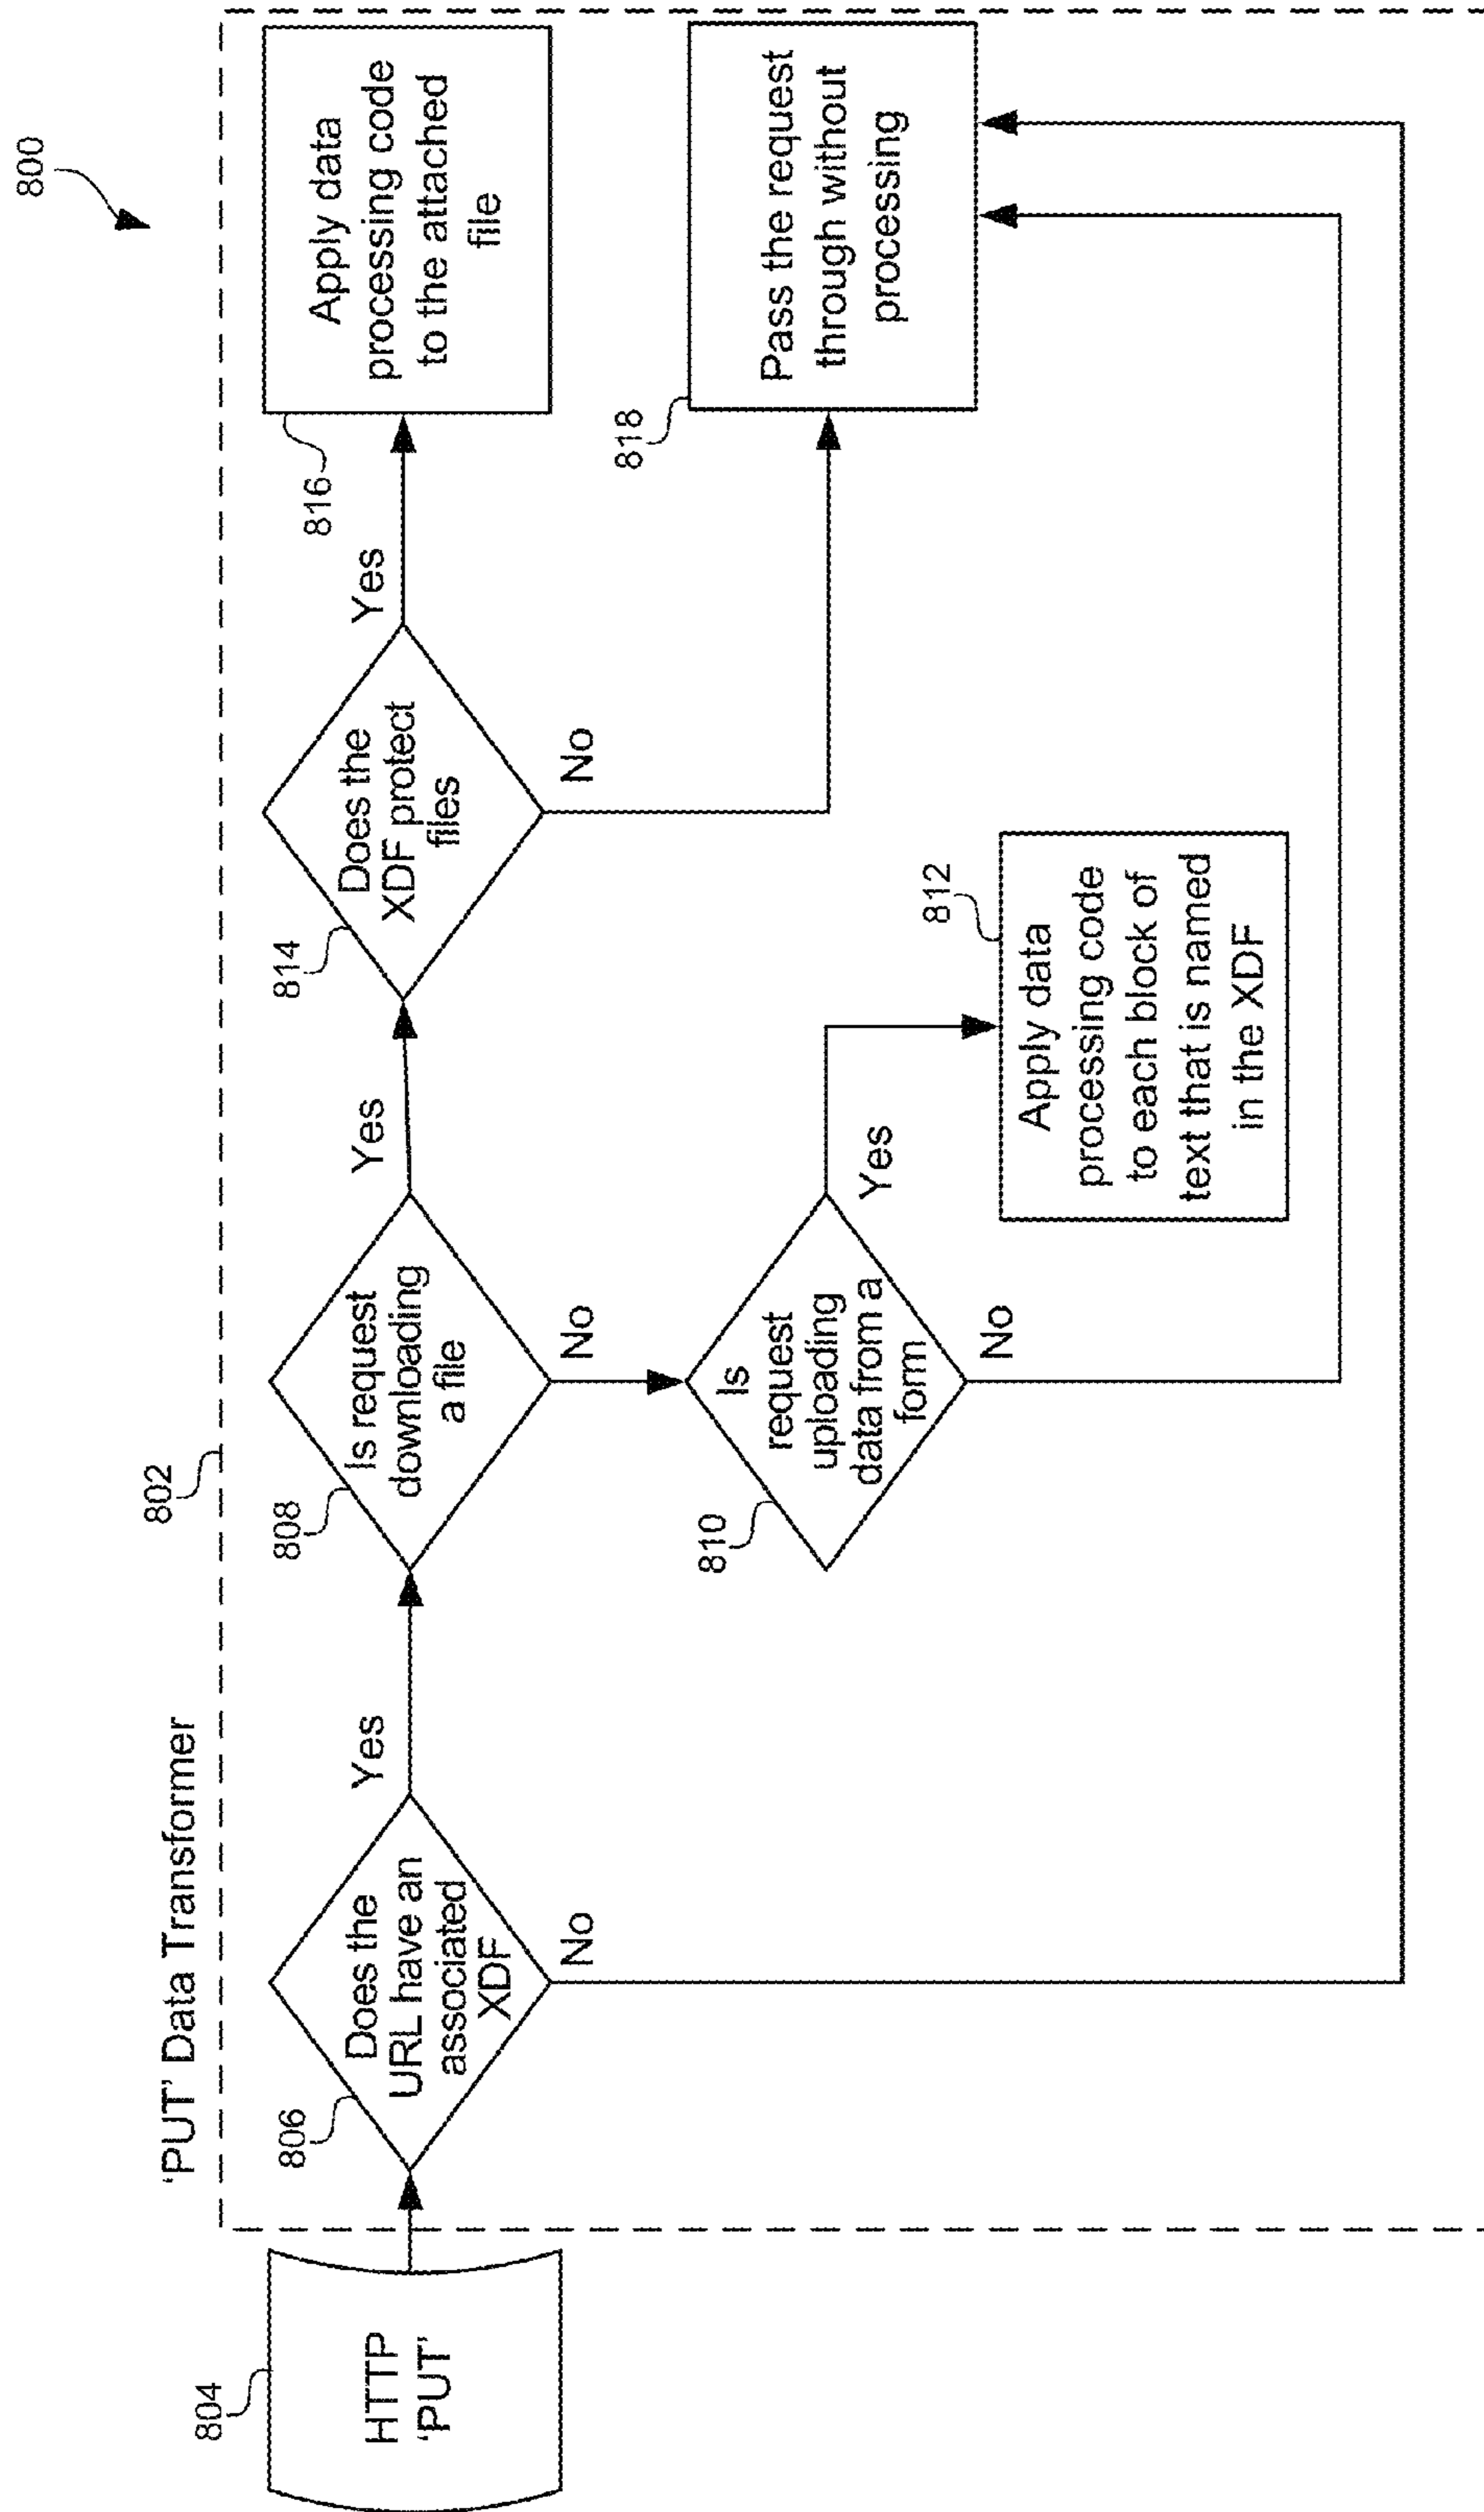 800
'PUT' Data Transformer
802
804
HTTP
'PUT'
806
Does the
URL have an
associated
XDF
Yes
No
808
Is request
downloading
a file
Yes
No
814
Does the
XDF protect
files
Yes
No
816
Apply data
processing code
to the attached
file
810
Is
request
uploading
data from a
form
Yes
No
812
Apply data
processing code
to each block of
text that is named
in the XDF
818
Pass the request
through without
processing